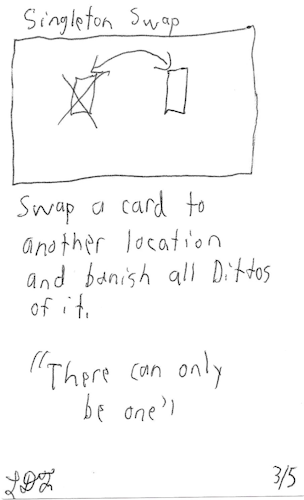 Singleton Swap
Swap a card to
another location
and banish all Dittos
of it.
"There can only
be one"
3/5